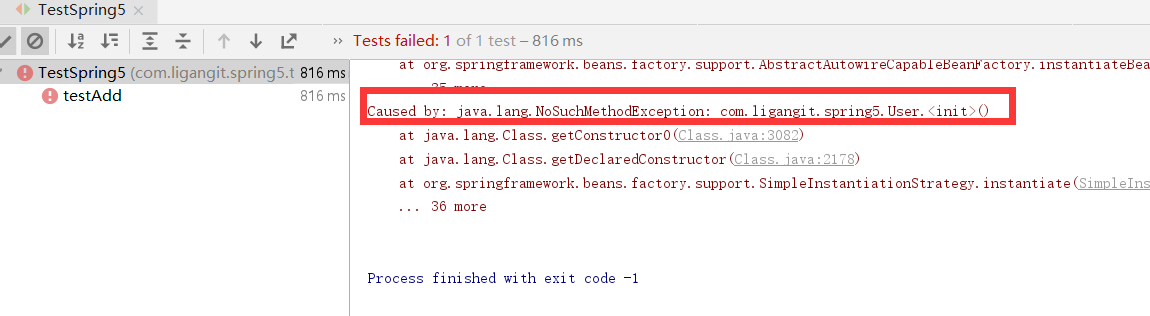 TestSpring5
Tests failed: 1 of 1 test – 816 ms
TestSpring5 (com.ligangit.spring5.t 816 ms
testAdd 816 ms
at org.springframework.beans.factory.support.AbstractAutowireCapableBeanFactory.instantiateBea
... 35 more
Caused by: java.lang.NoSuchMethodException: com.ligangit.spring5.User.<init>()
at java.lang.Class.getConstructor0(Class.java:3082)
at java.lang.Class.getDeclaredConstructor(Class.java:2178)
at org.springframework.beans.factory.support.SimpleInstantiationStrategy.instantiate(SimpleIns
... 36 more
Process finished with exit code -1